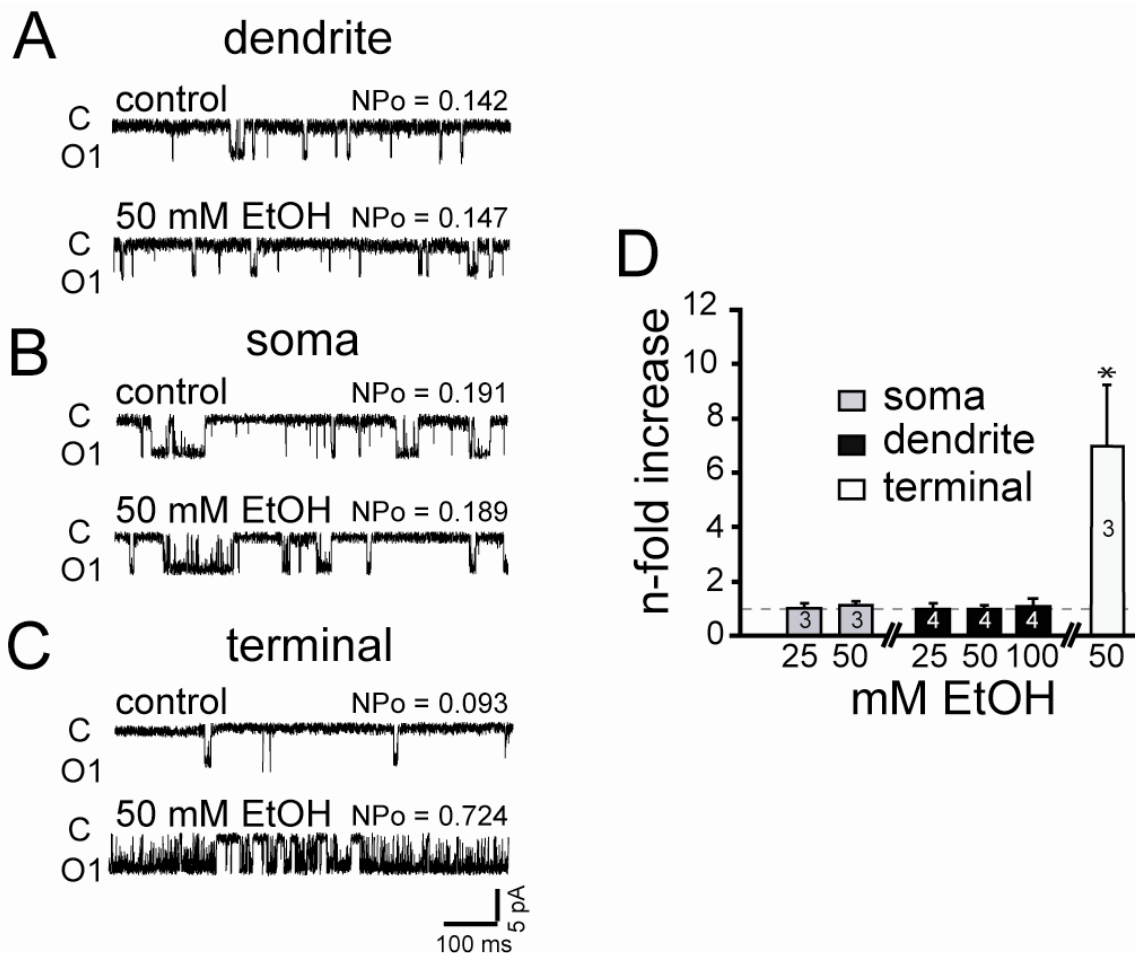 A
dendrite
control NPo = 0.142
C
O1
50 mM EtOH NPo = 0.147
C
O1
B
soma
control NPo = 0.191
C
O1
50 mM EtOH NPo = 0.189
C
O1
C
terminal
control NPo = 0.093
C
O1
50 mM EtOH NPo = 0.724
C
O1
5 pA
100 ms
D
n-fold increase
12
10
8
6
4
2
0
soma
dendrite
terminal
*
3 3 4 4 4 3
25 50 25 50 100 50
mM EtOH